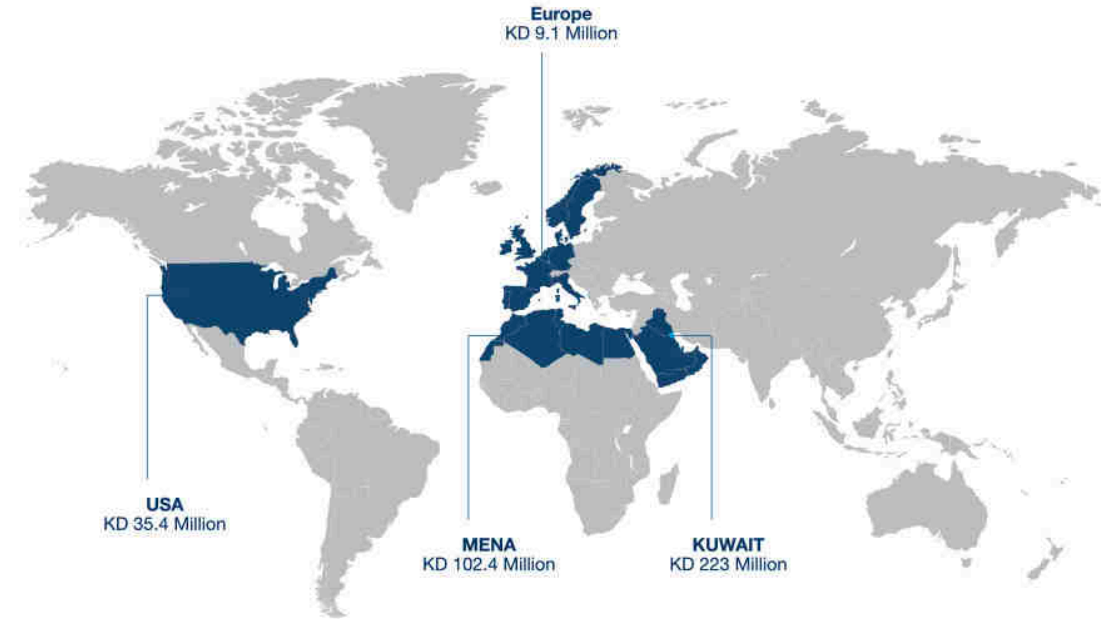 Europe
KD 9.1 Million
USA
KD 35.4 Million
MENA
KD 102.4 Million
KUWAIT
KD 223 Million